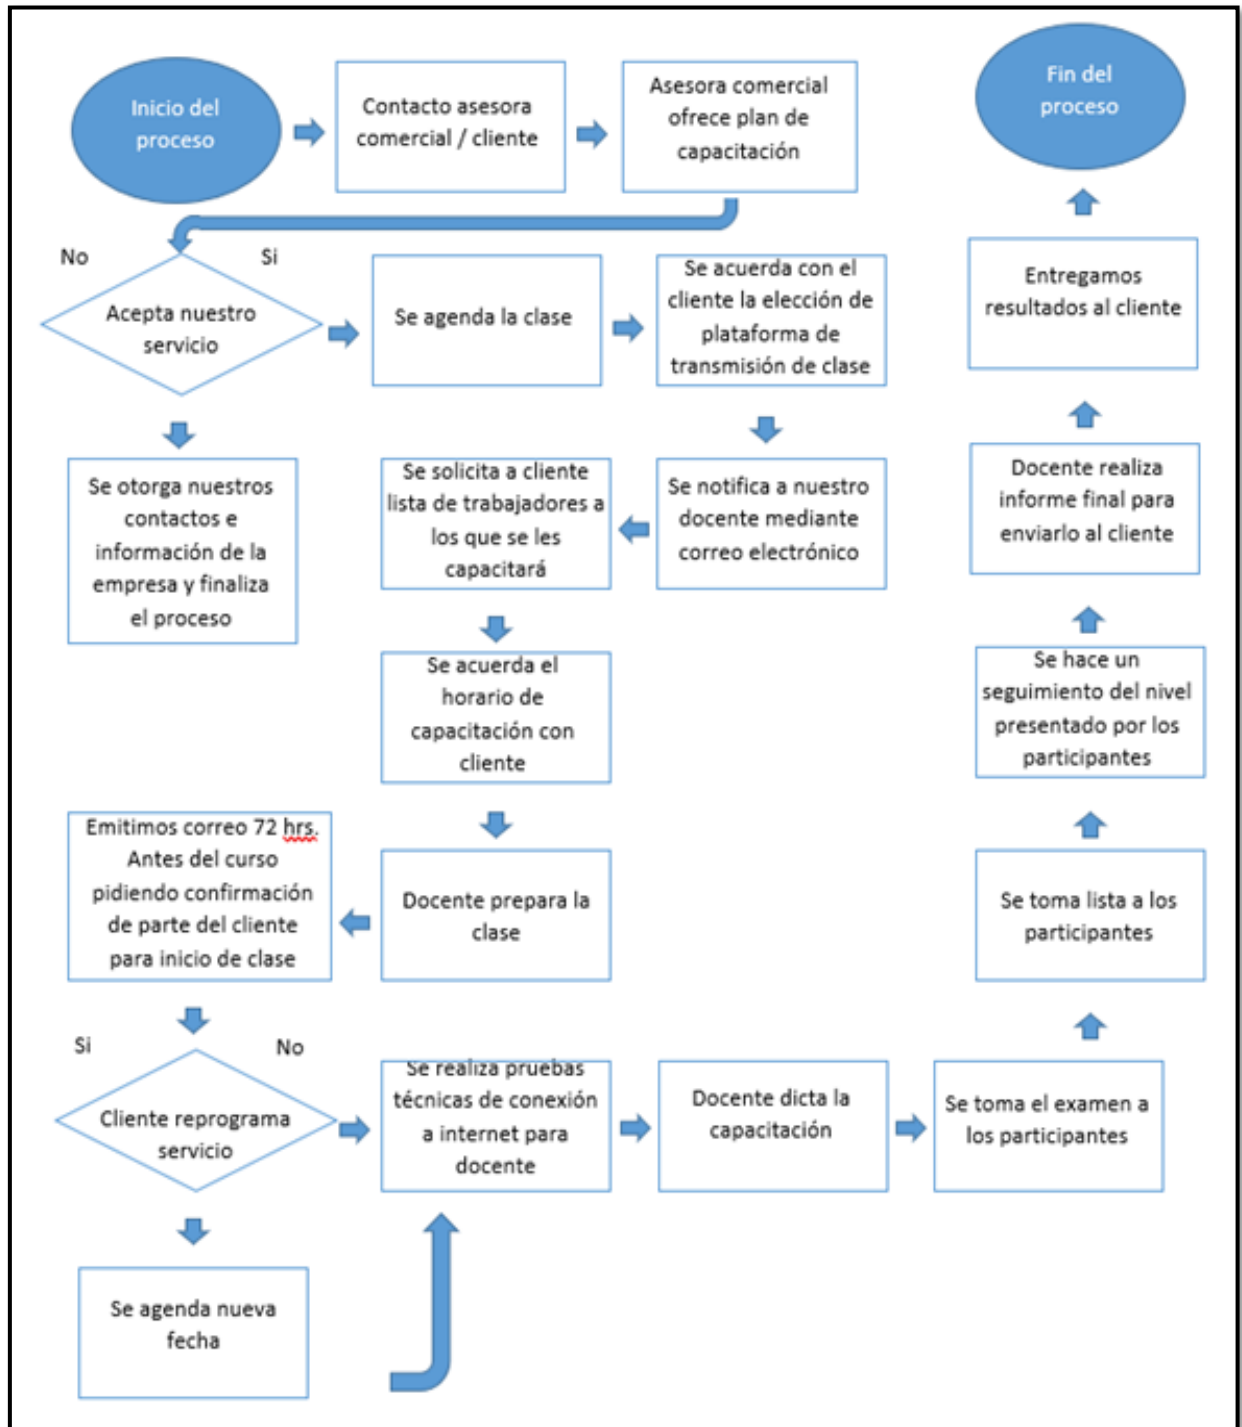 Inicio del
proceso
Contacto asesora
comercial / cliente
Asesora comercial
ofrece plan de
capacitación
No
Si
Acepta nuestro
servicio
Se agenda la clase
Se acuerda con el
cliente la elección de
plataforma de
transmisión de clase
Se otorga nuestros
contactos e
información de la
empresa y finaliza
el proceso
Se notifica a nuestro
docente mediante
correo electrónico
Se solicita a cliente
lista de trabajadores a
los que se les
capacitará
Se acuerda el
horario de
capacitación con
cliente
Docente prepara la
clase
Emitimos correo 72 hrs.
Antes del curso
pidiendo confirmación
de parte del cliente
para inicio de clase
Si
No
Cliente reprograma
servicio
Se agenda nueva
fecha
Se realiza pruebas
técnicas de conexión
a internet para
docente
Docente dicta la
capacitación
Se toma el examen a
los participantes
Se toma lista a los
participantes
Se hace un
seguimiento del nivel
presentado por los
participantes
Docente realiza
informe final para
enviarlo al cliente
Entregamos
resultados al cliente
Fin del
proceso